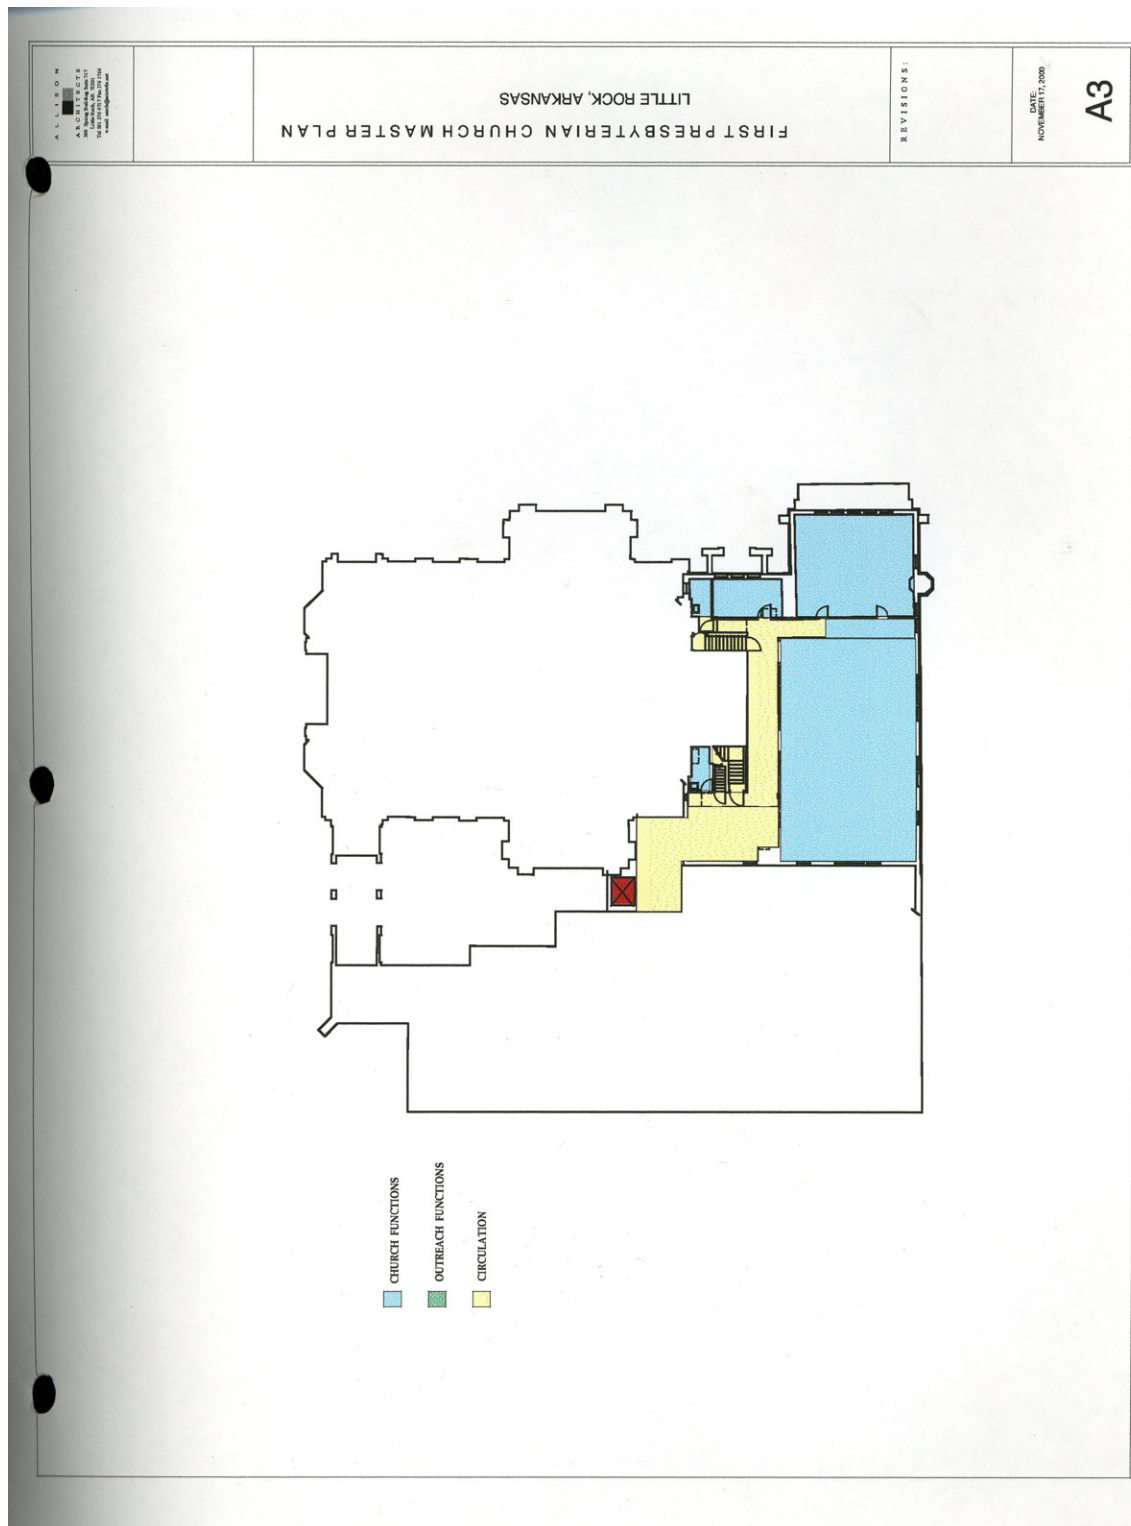 ALLISON
ARCHITECTS
FIRST PRESBYTERIAN CHURCH MASTER PLAN
LITTLE ROCK, ARKANSAS
REVISIONS:
DATE:
NOVEMBER 17, 2000
A3
CHURCH FUNCTIONS
OUTREACH FUNCTIONS
CIRCULATION